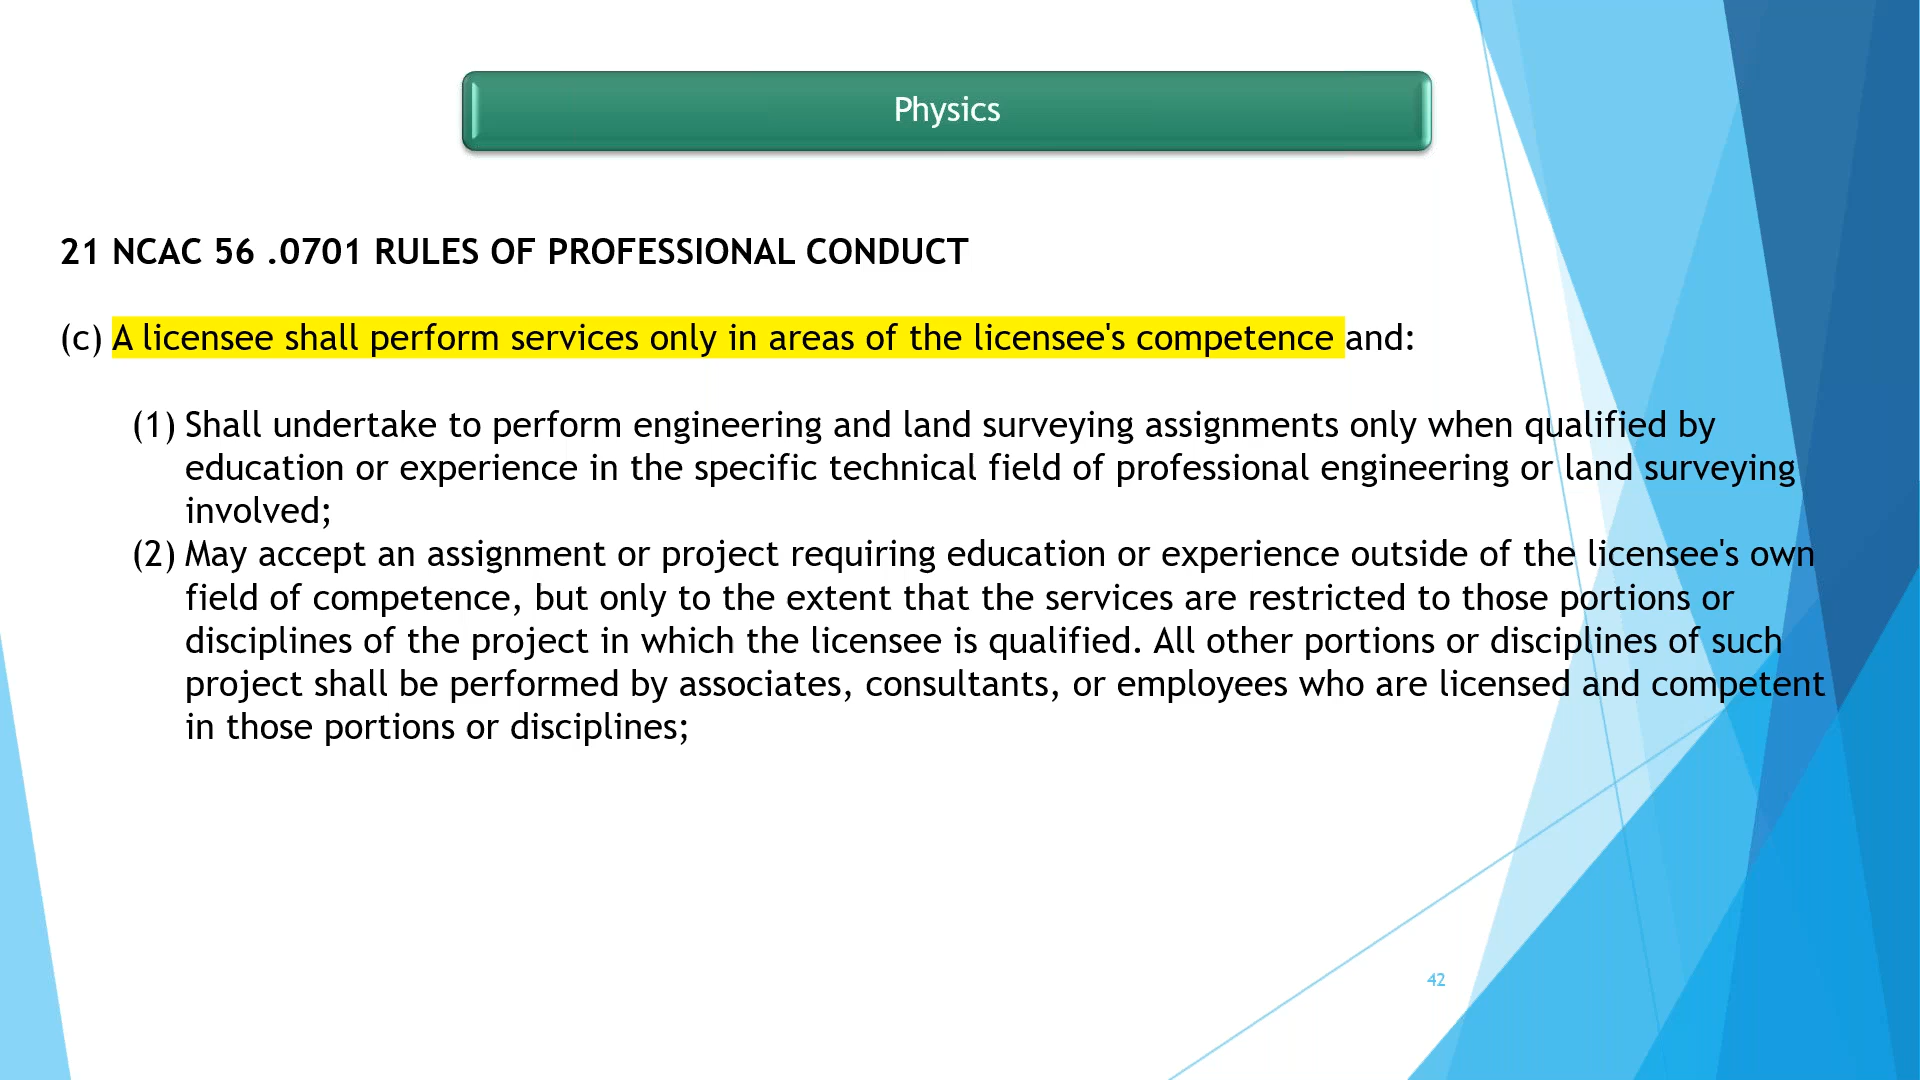 Physics
21 NCAC 56 .0701 RULES OF PROFESSIONAL CONDUCT
(c) A licensee shall perform services only in areas of the licensee's competence and:
(1) Shall undertake to perform engineering and land surveying assignments only when qualified by
education or experience in the specific technical field of professional engineering or land surveying
involved;
(2) May accept an assignment or project requiring education or experience outside of the licensee's own
field of competence, but only to the extent that the services are restricted to those portions or
disciplines of the project in which the licensee is qualified. All other portions or disciplines of such
project shall be performed by associates, consultants, or employees who are licensed and competent
in those portions or disciplines;
42